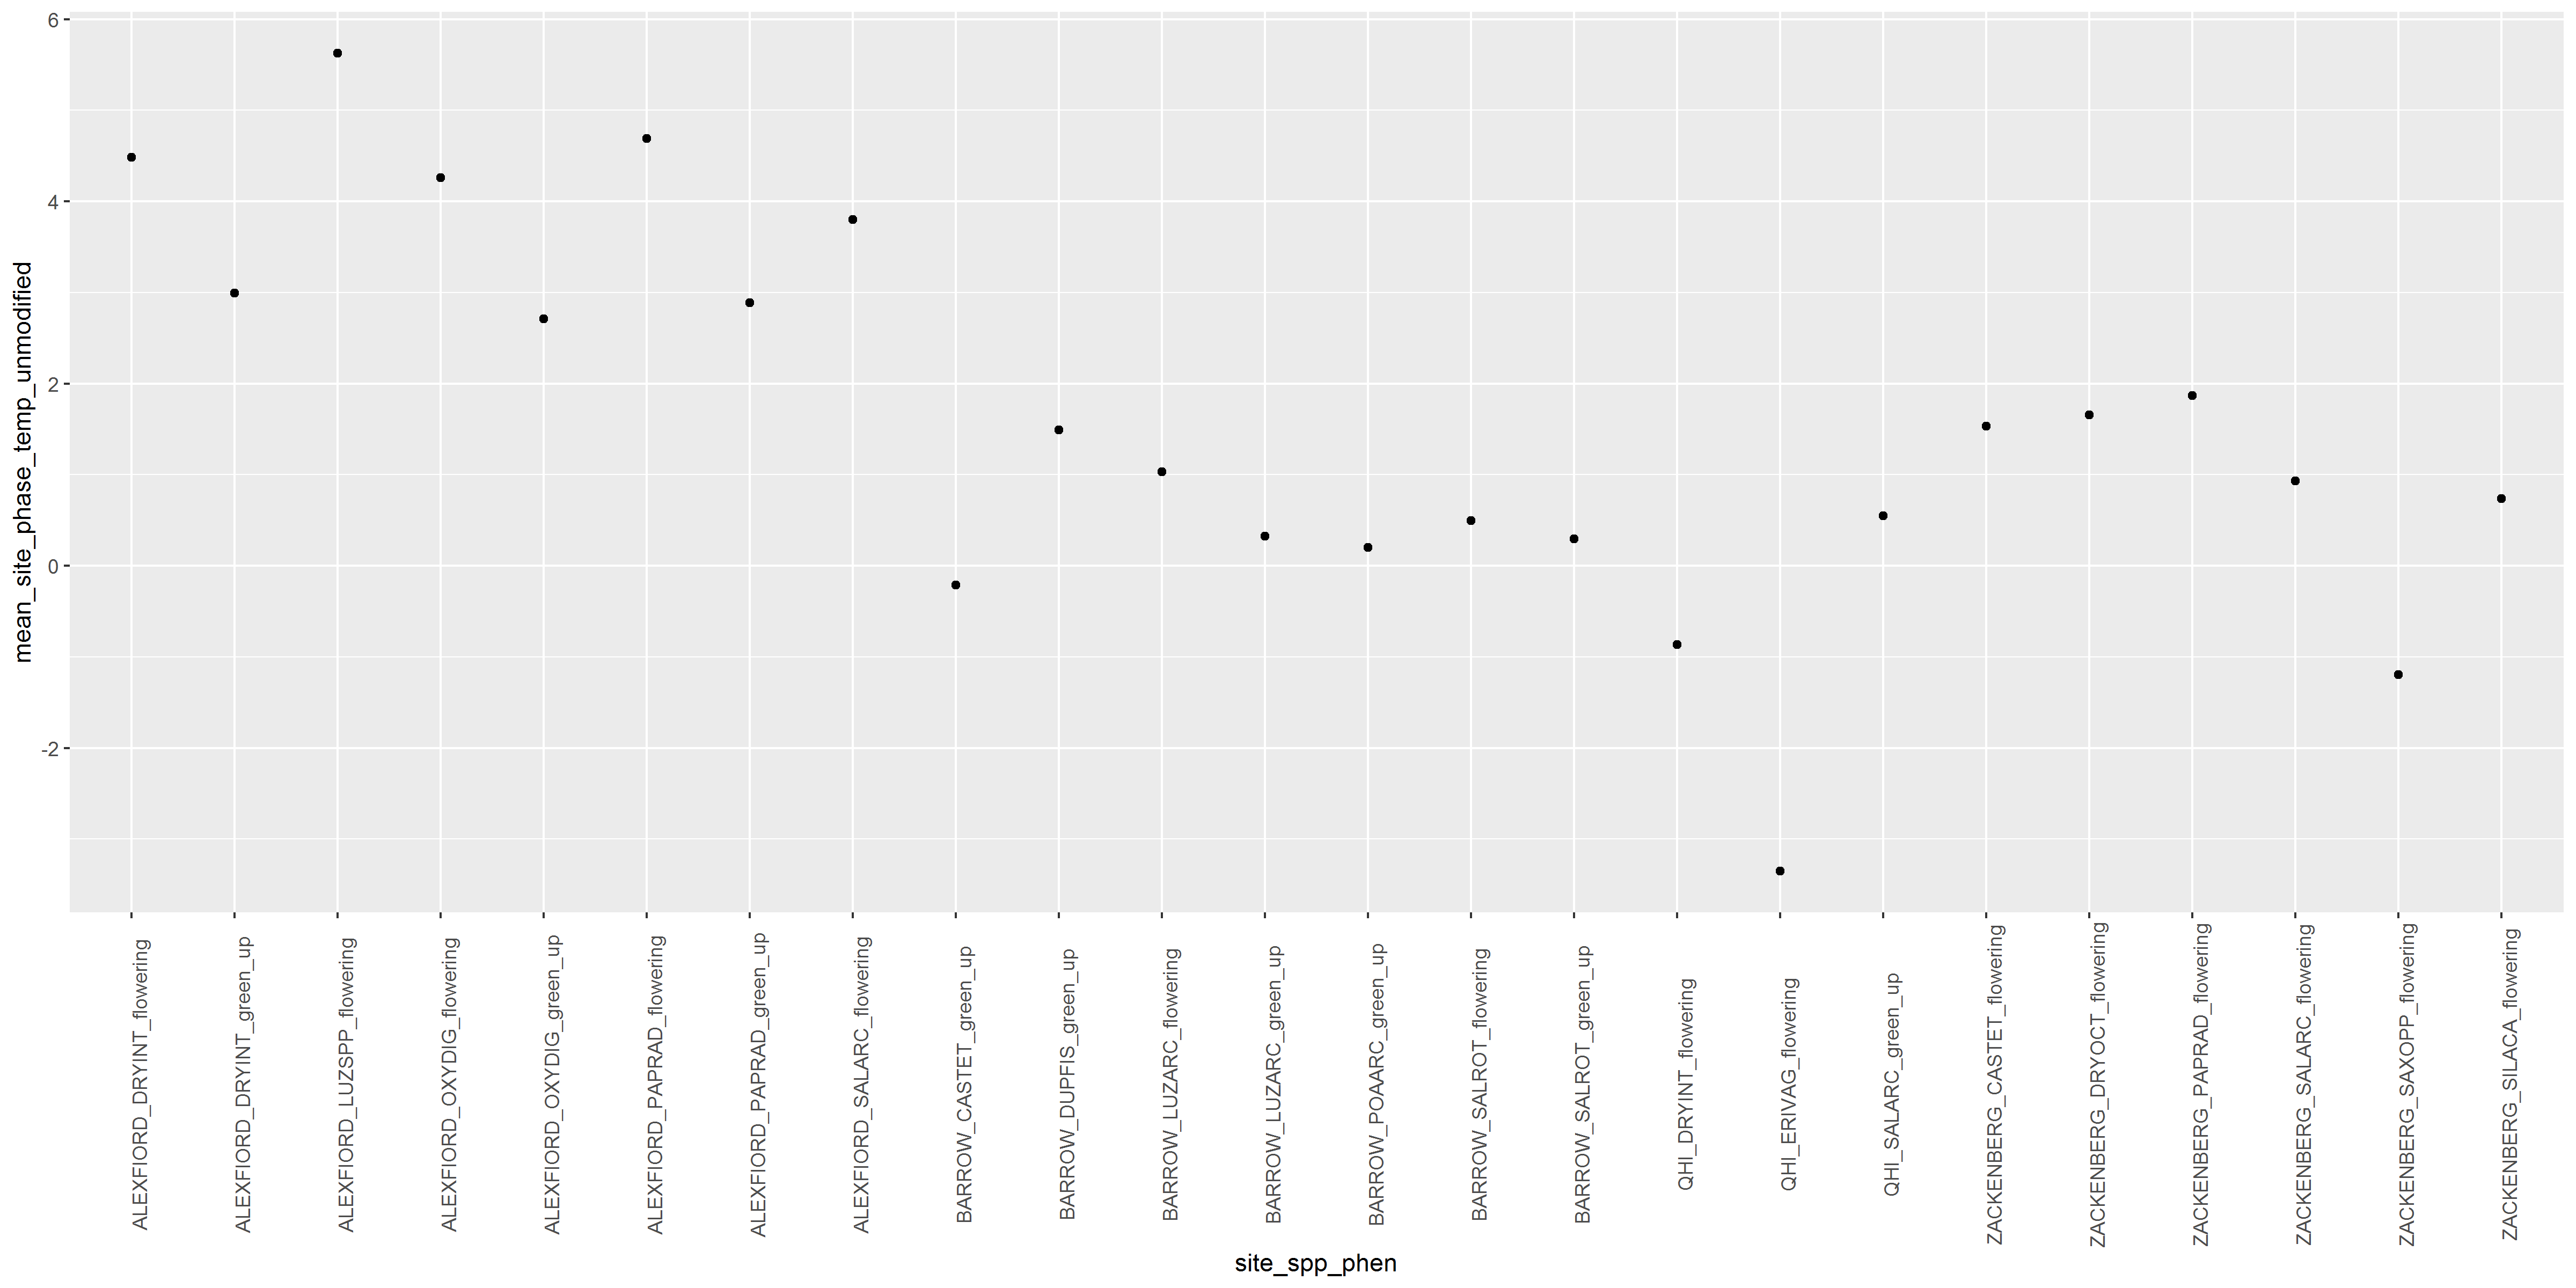 mean_site_phase_temp_unmodified
6
4
2
0
-2
ALEXFIORD_DRYINT_flowering
ALEXFIORD_DRYINT_green_up
ALEXFIORD_LUZSPP_flowering
ALEXFIORD_OXYDIG_flowering
ALEXFIORD_OXYDIG_green_up
ALEXFIORD_PAPRAD_flowering
ALEXFIORD_PAPRAD_green_up
ALEXFIORD_SALARC_flowering
BARROW_CASTET_green_up
BARROW_DUPFIS_green_up
BARROW_LUZARC_flowering
BARROW_LUZARC_green_up
BARROW_POAARC_green_up
BARROW_SALROT_flowering
BARROW_SALROT_green_up
QHI_DRYINT_flowering
QHI_ERIVAG_flowering
QHI_SALARC_green_up
ZACKENBERG_CASTET_flowering
ZACKENBERG_DRYOCT_flowering
ZACKENBERG_PAPRAD_flowering
ZACKENBERG_SALARC_flowering
ZACKENBERG_SAXOPP_flowering
ZACKENBERG_SILACA_flowering
site_spp_phen